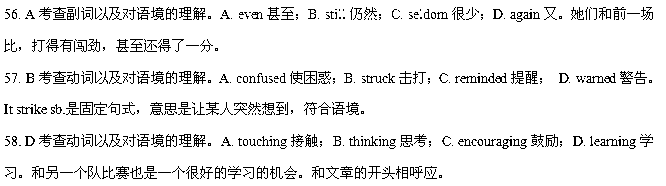 56. A 考查副词以及对语境的理解。A. even 甚至；B. still 仍然；C. seldom 很少；D. again 又。她们和前一场
比，打得有闯劲，甚至还得了一分。
57. B 考查动词以及对语境的理解。A. confused 使困惑；B. struck 击打；C. reminded 提醒； D. warned 警告。
It strike sb.是固定句式，意思是让某人突然想到，符合语境。
58. D 考查动词以及对语境的理解。A. touching 接触；B. thinking 思考；C. encouraging 鼓励；D. learning 学
习。和另一个队比赛也是一个很好的学习的机会。和文章的开头相呼应。